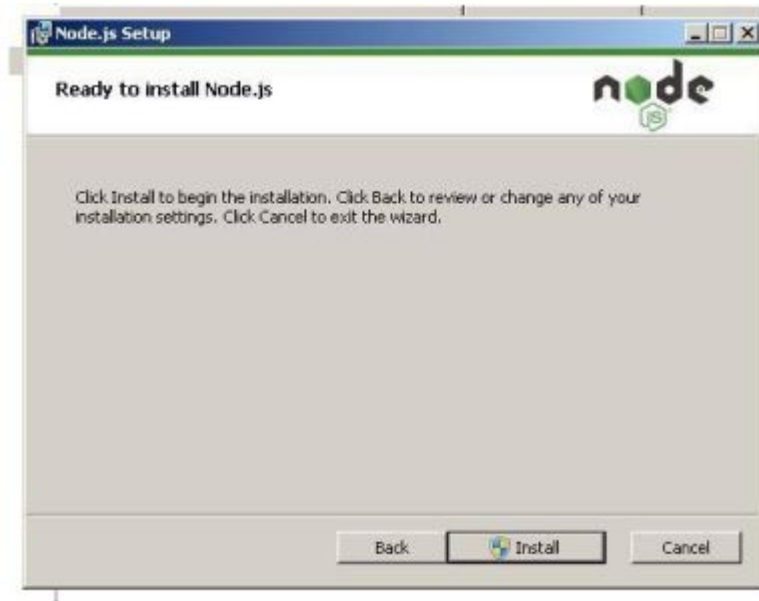 Node.js Setup
Ready to install Node.js
node
JS
Click Install to begin the installation. Click Back to review or change any of your
installation settings. Click Cancel to exit the wizard.
Back
Install
Cancel